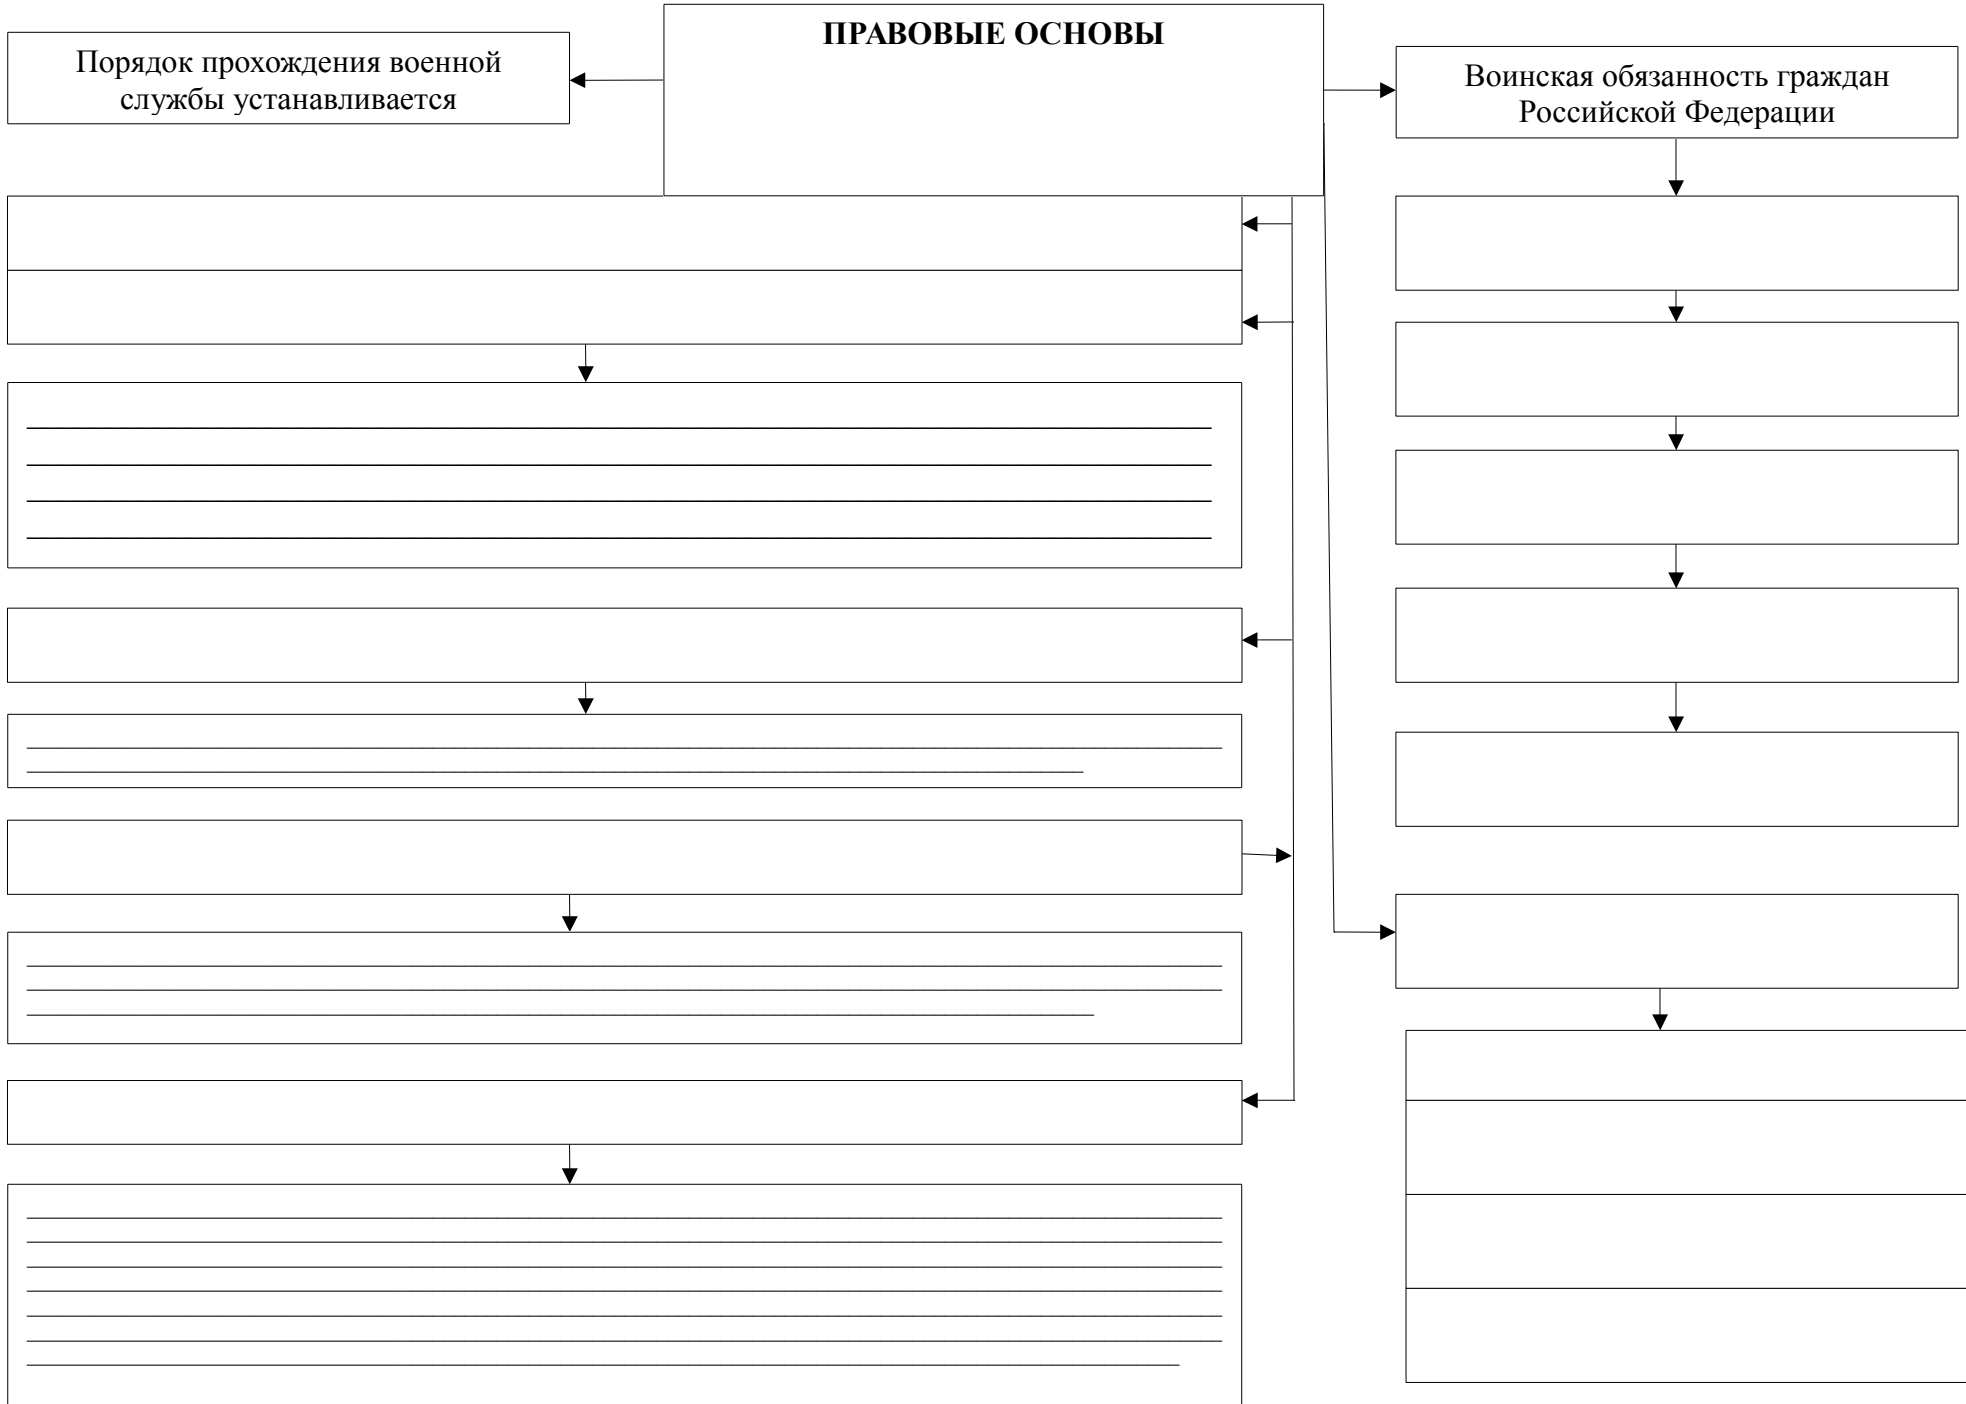 ПРАВОВЫЕ ОСНОВЫ
Порядок прохождения военной
службы устанавливается
Воинская обязанность граждан
Российской Федерации